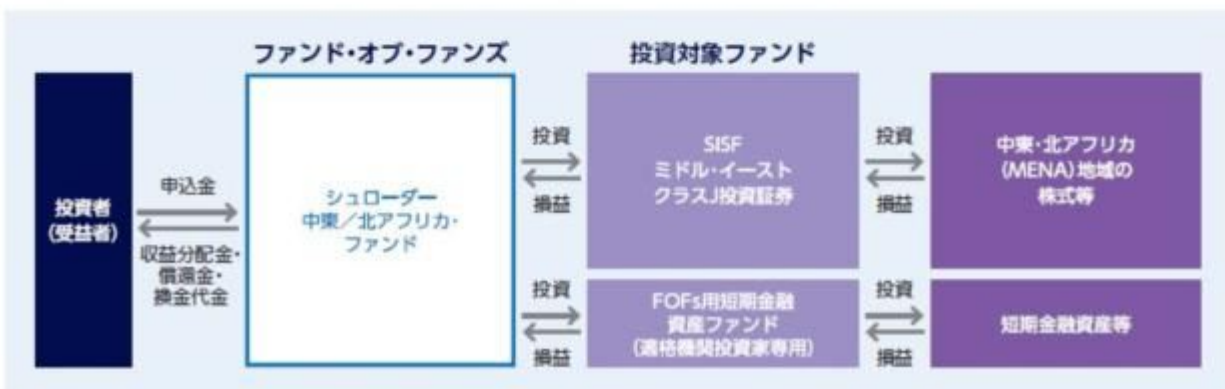 ファンド・オブ・ファンズ
投資対象ファンド
投資者
(受益者)
申込金
収益分配金・
償還金・
換金代金
シュローダー
中東/北アフリカ・
ファンド
投資
損益
SISF
ミドル・イースト
クラスJ投資証券
投資
損益
中東・北アフリカ
(MENA)地域の
株式等
投資
損益
FOFs用短期金融
資産ファンド
(適格機関投資家専用)
投資
損益
短期金融資産等